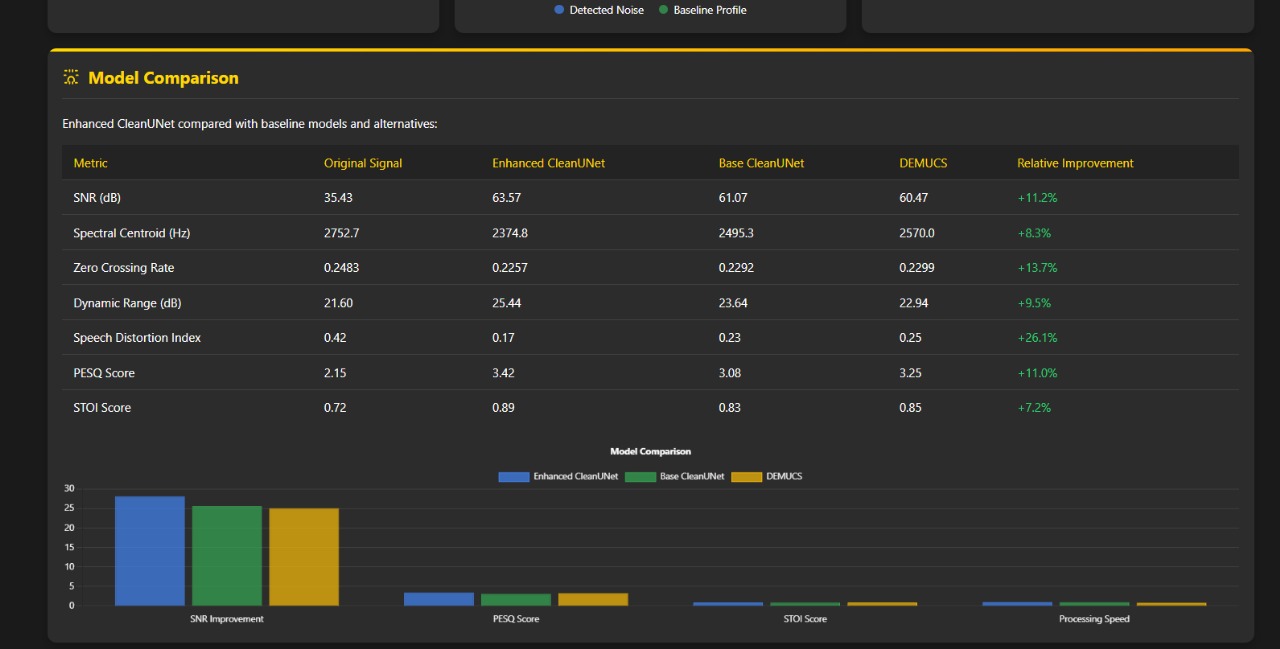 Detected Noise Baseline Profile
Model Comparison
Enhanced CleanUNet compared with baseline models and alternatives:
Metric Original Signal Enhanced CleanUNet Base CleanUNet DEMUCS Relative Improvement
SNR (dB) 35.43 63.57 61.07 60.47 +11.2%
Spectral Centroid (Hz) 2752.7 2374.8 2495.3 2570.0 +8.3%
Zero Crossing Rate 0.2483 0.2257 0.2292 0.2299 +13.7%
Dynamic Range (dB) 21.60 25.44 23.64 22.94 +9.5%
Speech Distortion Index 0.42 0.17 0.23 0.25 +26.1%
PESQ Score 2.15 3.42 3.08 3.25 +11.0%
STOI Score 0.72 0.89 0.83 0.85 +7.2%
Model Comparison
Enhanced CleanUNet Base CleanUNet DEMUCS
30
25
20
15
10
5
0
SNR Improvement PESQ Score STOI Score Processing Speed